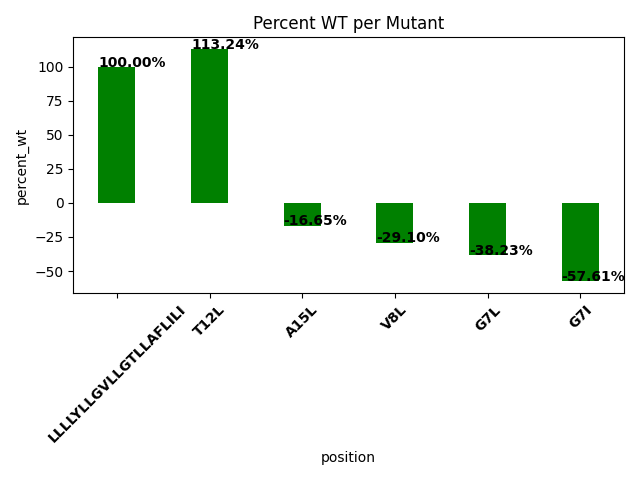 Percent WT per Mutant
percent_wt
100
75
50
25
0
−25
−50
100.00%
113.24%
-16.65%
-29.10%
-38.23%
-57.61%
LLLLYLLGVLLGTLLAFLILI
T12L
A15L
V8L
G7L
G7I
position